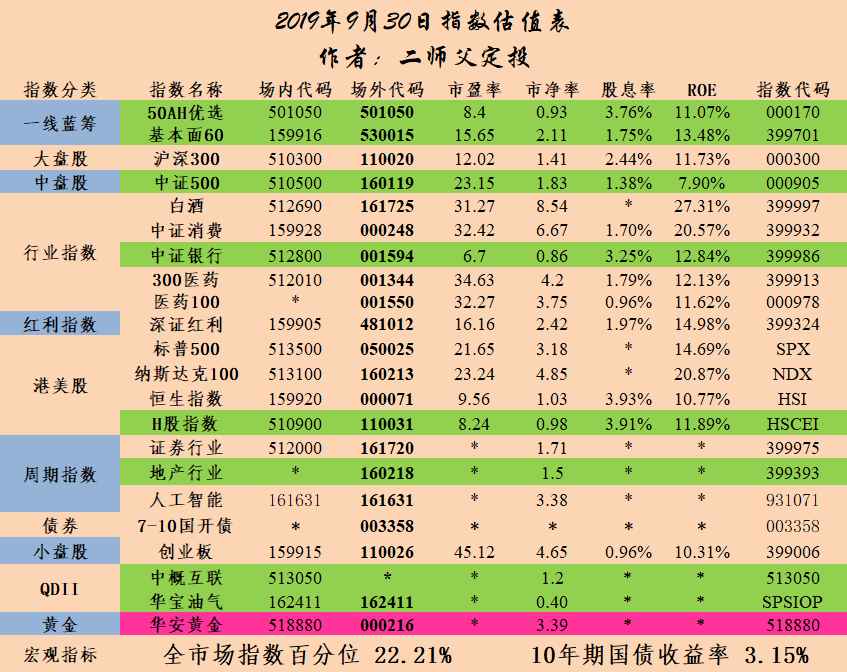 2019年9月30日指数估值表
作者：二师父定投
指数分类 指数名称 场内代码 场外代码 市盈率 市净率 股息率 ROE 指数代码
一线蓝筹 50AH优选 501050 501050 8.4 0.93 3.76% 11.07% 000170
基本面60 159916 530015 15.65 2.11 1.75% 13.48% 399701
大盘股 沪深300 510300 110020 12.02 1.41 2.44% 11.73% 000300
中盘股 中证500 510500 160119 23.15 1.83 1.38% 7.90% 000905
行业指数 白酒 512690 161725 31.27 8.54 * 27.31% 399997
中证消费 159928 000248 32.42 6.67 1.70% 20.57% 399932
中证银行 512800 001594 6.7 0.86 3.25% 12.84% 399986
300医药 512010 001344 34.63 4.2 1.79% 12.13% 399913
医药100 * 001550 32.27 3.75 0.96% 11.62% 000978
红利指数 深证红利 159905 481012 16.16 2.42 1.97% 14.98% 399324
港美股 标普500 513500 050025 21.65 3.18 * 14.69% SPX
纳斯达克100 513100 160213 23.24 4.85 * 20.87% NDX
恒生指数 159920 000071 9.56 1.03 3.93% 10.77% HSI
H股指数 510900 110031 8.24 0.98 3.91% 11.89% HSCEI
周期指数 证券行业 512000 161720 * 1.71 * * 399975
地产行业 * 160218 * 1.5 * * 399393
人工智能 161631 161631 * 3.38 * * 931071
债券 7-10国开债 * 003358 * * * * 003358
小盘股 创业板 159915 110026 45.12 4.65 0.96% 10.31% 399006
QDII 中概互联 513050 * * 1.2 * * 513050
华宝油气 162411 162411 * 0.40 * * SPSIOP
黄金 华安黄金 518880 000216 * 3.39 * * 518880
宏观指标 全市场指数百分位 22.21% 10年期国债收益率 3.15%